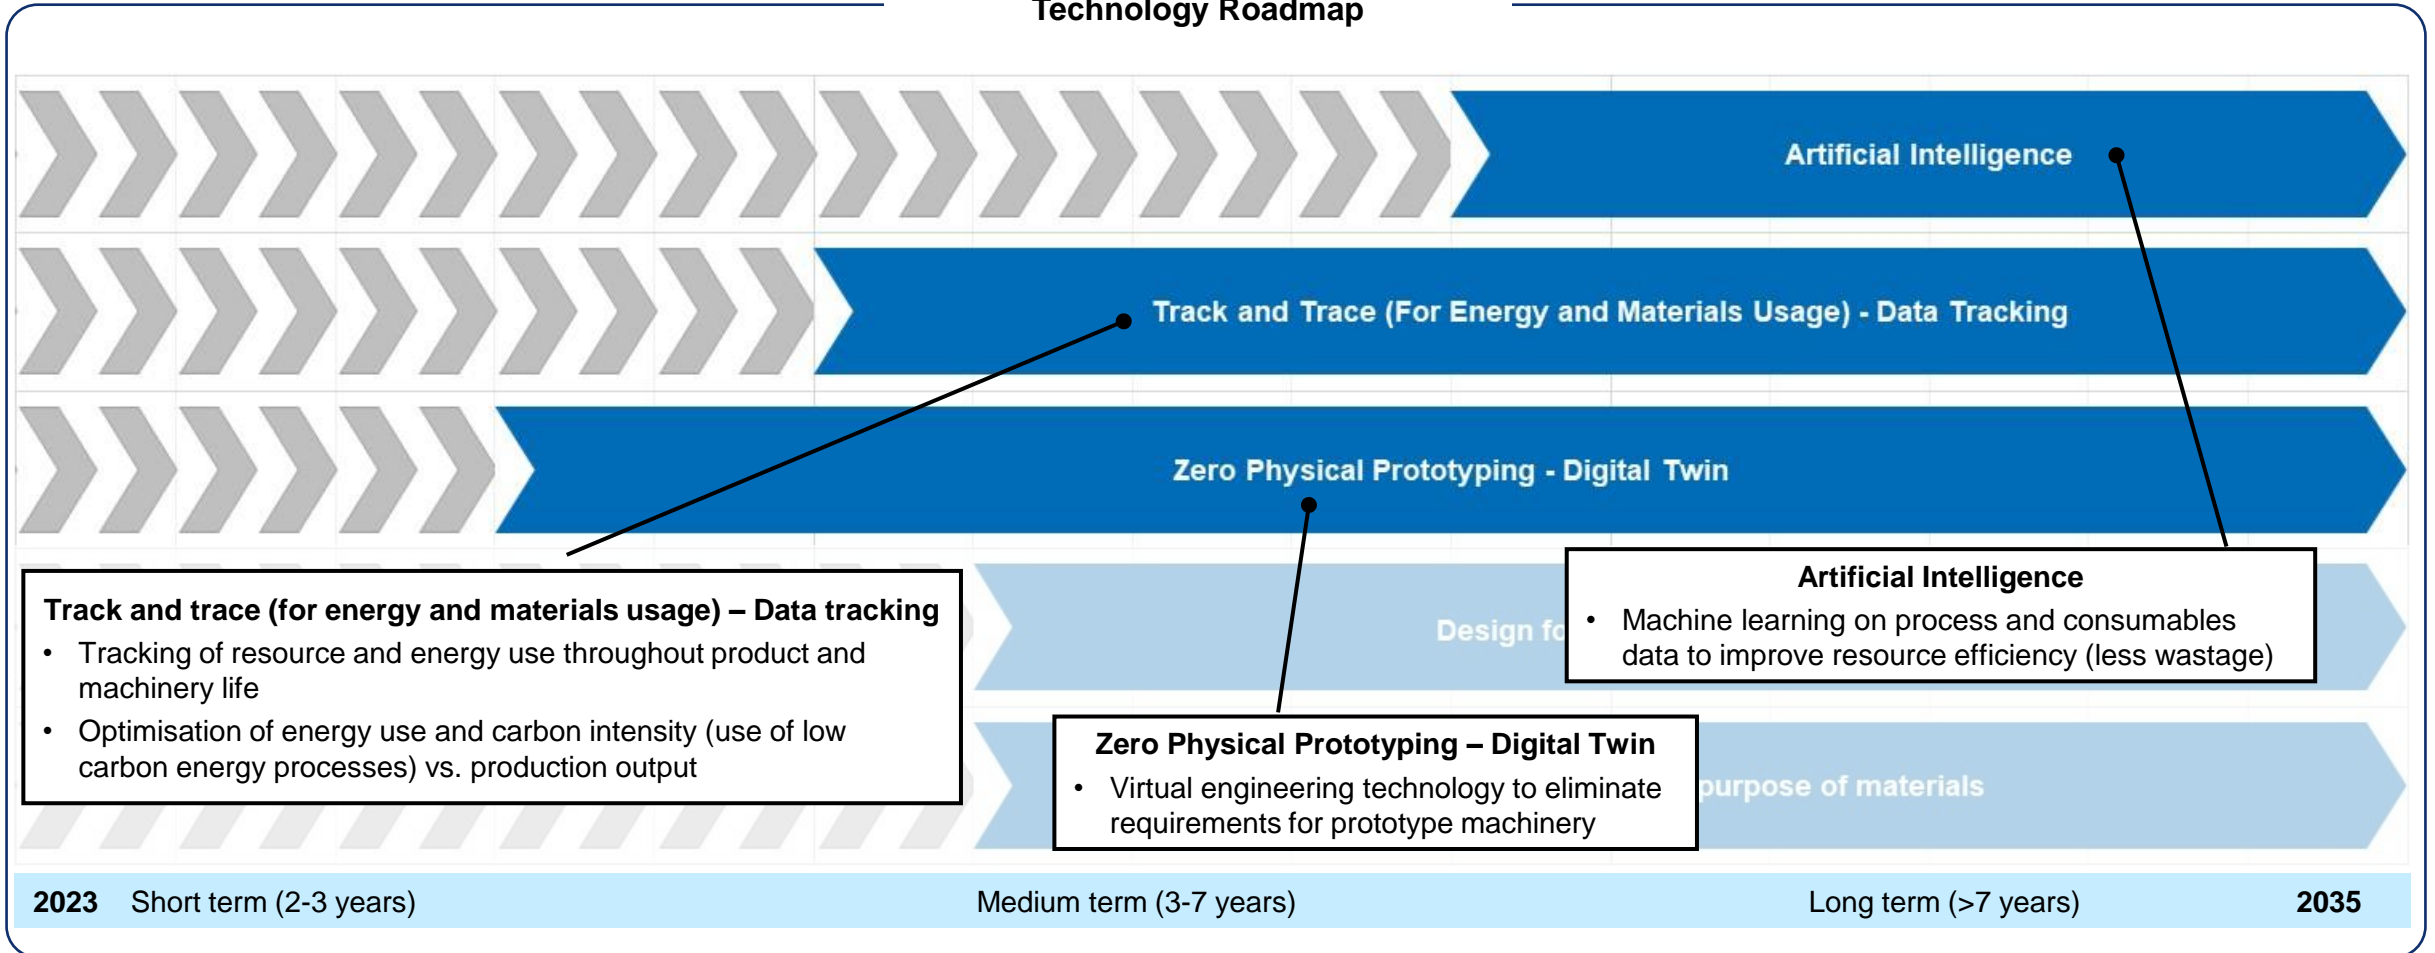 Technology Roadmap
Artificial Intelligence
Track and Trace (For Energy and Materials Usage) - Data Tracking
Zero Physical Prototyping - Digital Twin
Design
Track and trace (for energy and materials usage) – Data tracking
• Tracking of resource and energy use throughout product and
machinery life
• Optimisation of energy use and carbon intensity (use of low
carbon energy processes) vs. production output
Artificial Intelligence
• Machine learning on process and consumables
data to improve resource efficiency (less wastage)
Zero Physical Prototyping – Digital Twin
• Virtual engineering technology to eliminate
requirements for prototype machinery
purpose of materials
2023 Short term (2-3 years) Medium term (3-7 years) Long term (>7 years) 2035